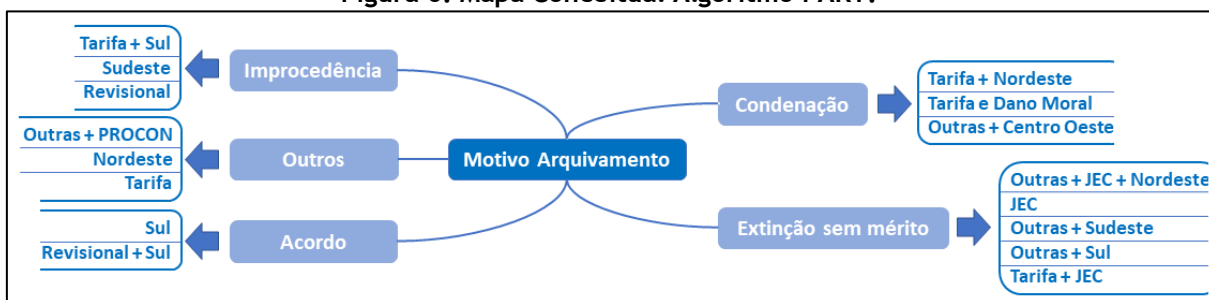 Tarifa + Sul
Sudeste
Revisional
Improcedência
Outras + PROCON
Nordeste
Tarifa
Outros
Sul
Revisional + Sul
Acordo
Motivo Arquivamento
Condenação
Tarifa + Nordeste
Tarifa e Dano Moral
Outras + Centro Oeste
Extinção sem mérito
Outras + JEC + Nordeste
JEC
Outras + Sudeste
Outras + Sul
Tarifa + JEC